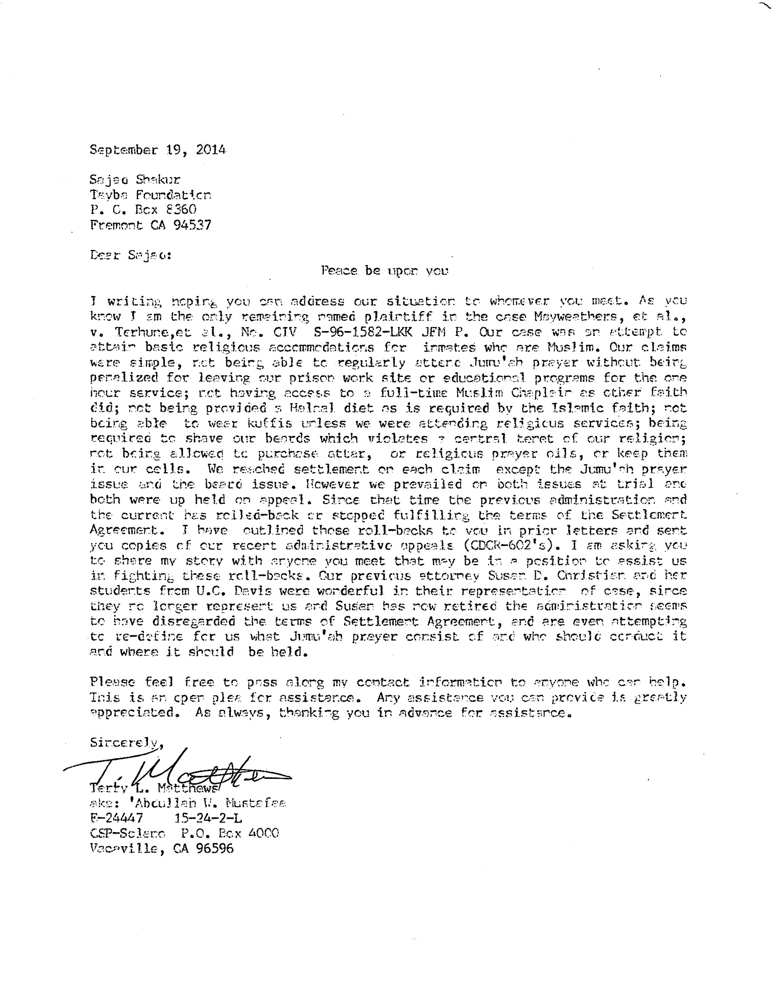 September 19, 2014
Sajad Shakur
Tayba Foundation
P. O. Box 8360
Fremont CA 94537
Dear Sajad:
Peace be upon you
I writing hoping you can address our situation to whomever you meet. As you
know I am the only remaining named plaintiff in the case Mayweathers, et al.,
v. Terhune,et al., No. CIV S-96-1582-LKK JFM P. Our case was an attempt to
attain basic religious accommodations for inmates who are Muslim. Our claims
were simple, not being able to regularly attend Jumu'ah prayer without being
penalized for leaving our prison work site or educational programs for the one
hour service; not having access to a full-time Muslim Chaplain as other faith
did; not being provided a Halaal diet as is required by the Islamic faith; not
being able to wear kuffis unless we were attending religious services; being
required to shave our beards which violates a central tenet of our religion;
not being allowed to purchase attar, or religious prayer oils, or keep them
in our cells. We reached settlement on each claim except the Jumu'ah prayer
issue and the beard issue. However we prevailed on both issues at trial and
both were up held on appeal. Since that time the previous administration and
the current has rolled-back or stopped fulfilling the terms of the Settlement
Agreement. I have outlined those roll-backs to you in prior letters and sent
you copies of our recent administrative appeals (CDCR-602's). I am asking you
to share my story with anyone you meet that may be in a position to assist us
in fighting these roll-backs. Our previous attorney Susan D. Christian and her
students from U.C. Davis were wonderful in their representation of case, since
they no longer represent us and Susan has now retired the administration seems
to have disregarded the terms of Settlement Agreement, and are even attempting
to re-define for us what Jumu'ah prayer consist of and who should conduct it
and where it should be held.
Please feel free to pass along my contact information to anyone who can help.
This is an open plea for assistance. Any assistance you can provide is greatly
appreciated. As always, thanking you in advance for assistance.
Sincerely,
T. Matthews
Terry L. Matthews
aka: 'Abdullah W. Mustafaa
E-24447 15-24-2-L
CSP-Solano P.O. Box 4000
Vacaville, CA 96596